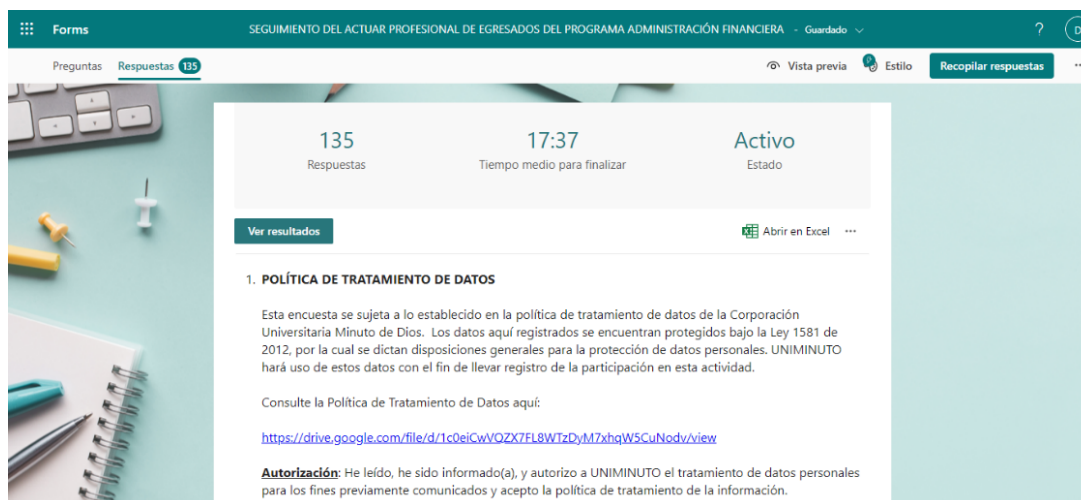 Forms
SEGUIMIENTO DEL ACTUAR PROFESIONAL DE EGRESADOS DEL PROGRAMA ADMINISTRACIÓN FINANCIERA - Guardado
?
D
Preguntas
Respuestas 135
Vista previa
Estilo
Recopilar respuestas
...
135
Respuestas
17:37
Tiempo medio para finalizar
Activo
Estado
Ver resultados
Abrir en Excel
...
1. POLÍTICA DE TRATAMIENTO DE DATOS
Esta encuesta se sujeta a lo establecido en la política de tratamiento de datos de la Corporación
Universitaria Minuto de Dios. Los datos aquí registrados se encuentran protegidos bajo la Ley 1581 de
2012, por la cual se dictan disposiciones generales para la protección de datos personales. UNIMINUTO
hará uso de estos datos con el fin de llevar registro de la participación en esta actividad.
Consulte la Política de Tratamiento de Datos aquí:
https://drive.google.com/file/d/1c0eiCwVQZX7FL8WTzDyM7xhqW5CuNodv/view
Autorización: He leído, he sido informado(a), y autorizo a UNIMINUTO el tratamiento de datos personales
para los fines previamente comunicados y acepto la política de tratamiento de la información.